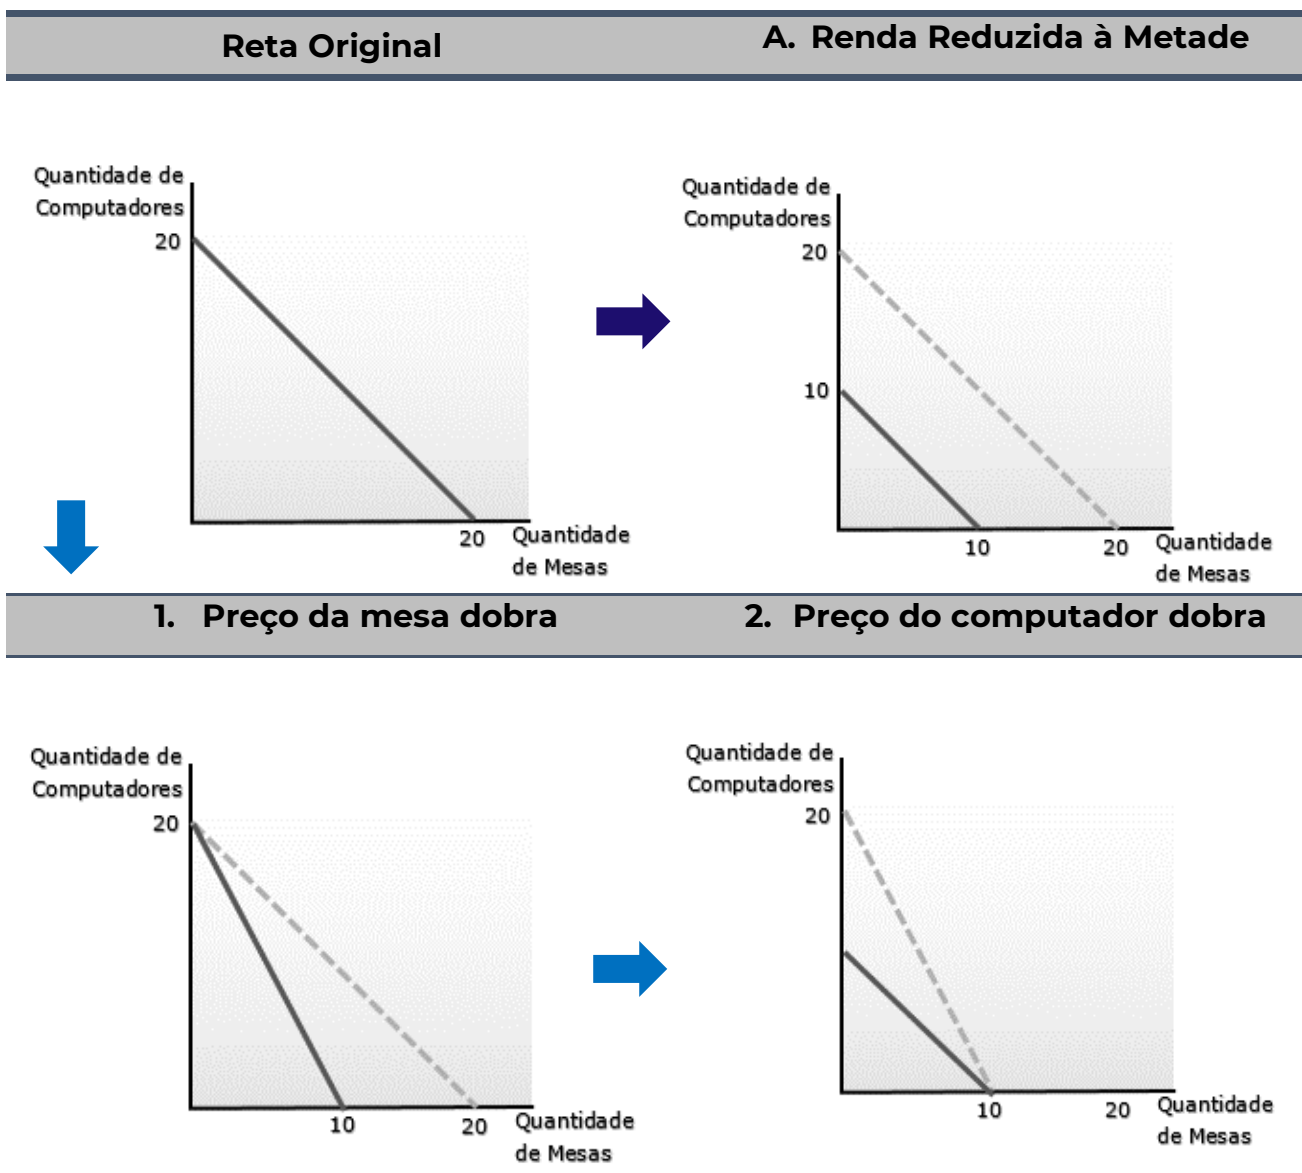 Reta Original
A. Renda Reduzida à Metade
Quantidade de
Computadores
20
20
Quantidade
de Mesas
Quantidade de
Computadores
20
10
10
20
Quantidade
de Mesas
1. Preço da mesa dobra
2. Preço do computador dobra
Quantidade de
Computadores
20
10
20
Quantidade
de Mesas
Quantidade de
Computadores
20
10
20
Quantidade
de Mesas